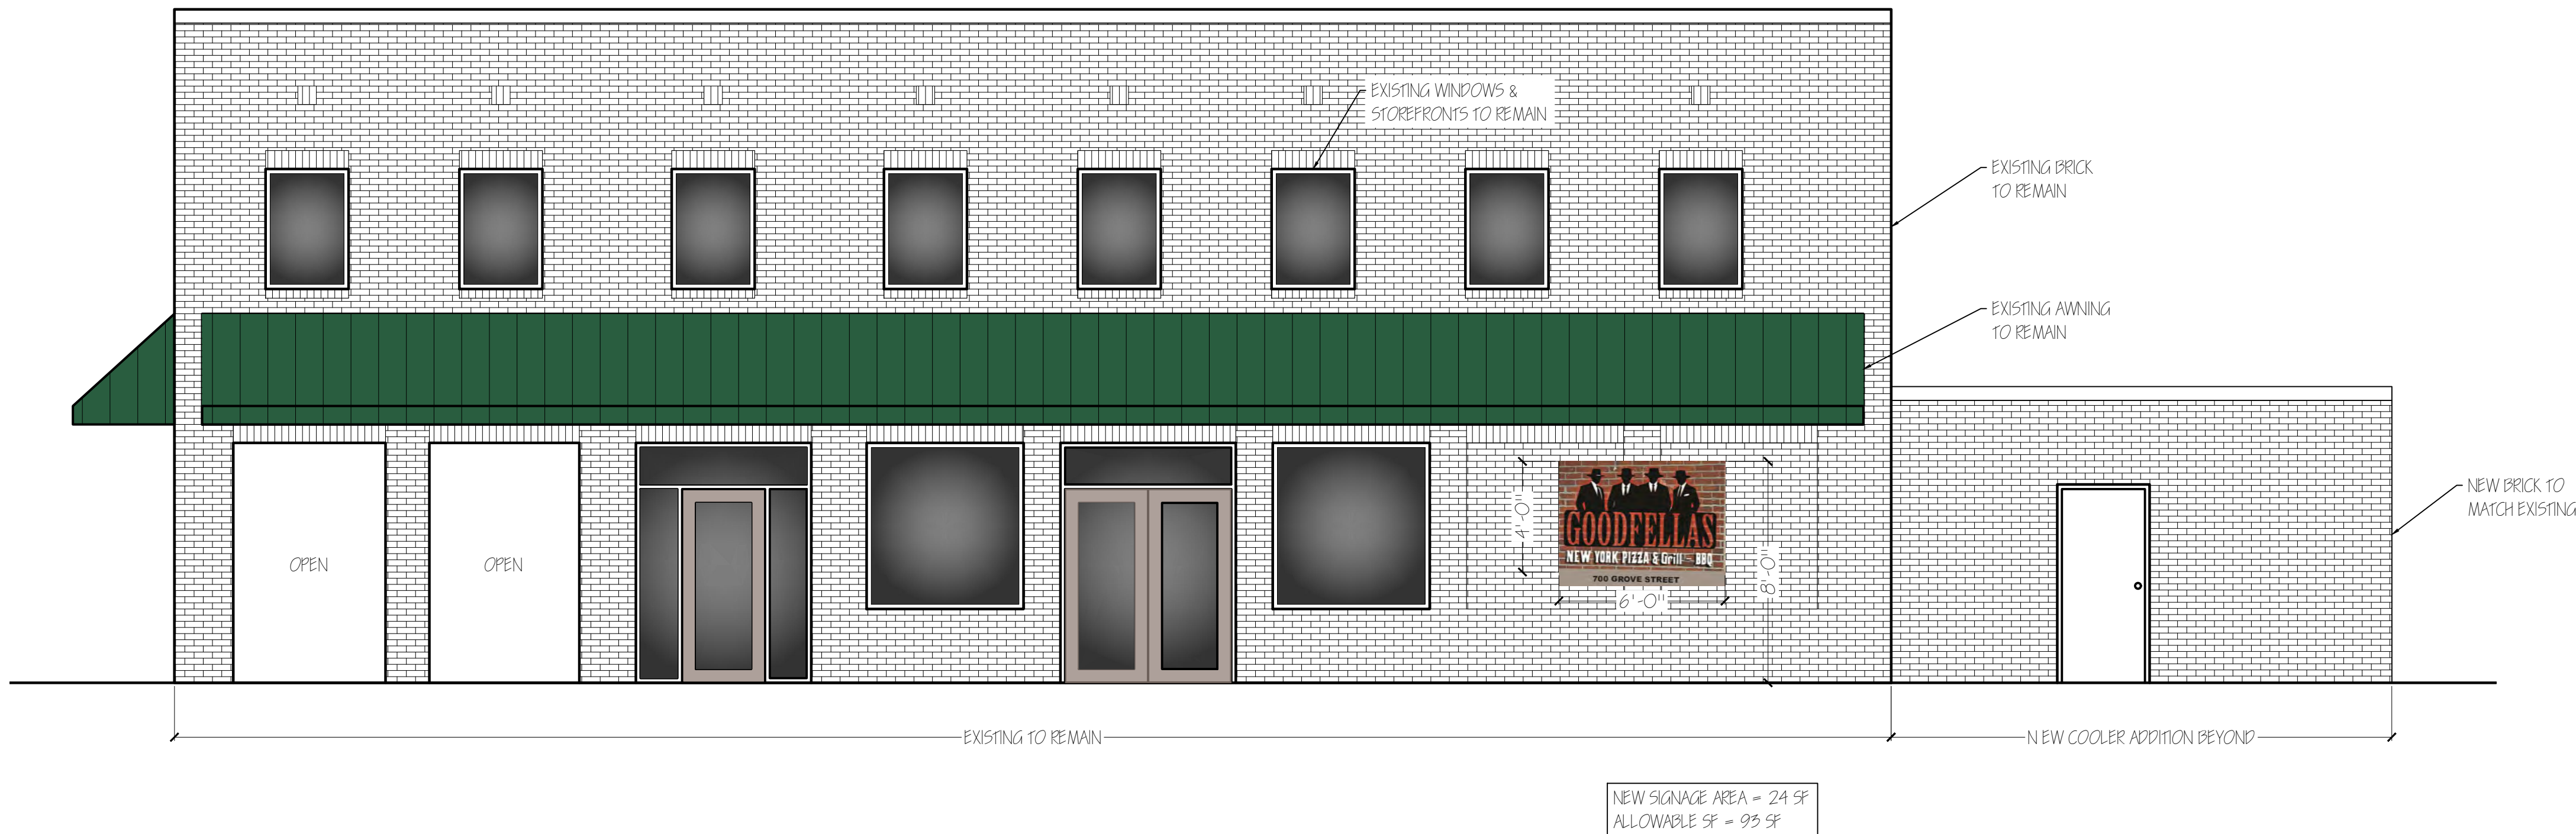 EXISTING WINDOWS &
STOREFRONTS TO REMAIN
EXISTING BRICK
TO REMAIN
EXISTING AWNING
TO REMAIN
NEW BRICK TO
MATCH EXISTING
OPEN
OPEN
4'-0"
GOODFELLAS
NEW YORK PIZZA & Grill - BBQ
700 GROVE STREET
6'-0"
8'-0"
EXISTING TO REMAIN
N EW COOLER ADDITION BEYOND
NEW SIGNAGE AREA = 24 SF
ALLOWABLE SF = 93 SF